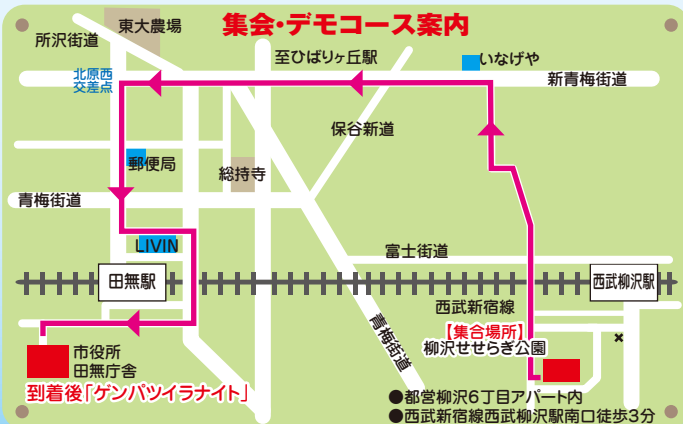 集会・デモコース案内
東大農場
所沢街道
至ひばりヶ丘駅
いなげや
北原西
交差点
新青梅街道
保谷新道
郵便局
総持寺
青梅街道
LIVIN
富士街道
田無駅
西武柳沢駅
西武新宿線
青梅街道
【集合場所】
柳沢せせらぎ公園
市役所
田無庁舎
到着後「ゲンパツイラナイト」
●都営柳沢6丁目アパート内
●西武新宿線西武柳沢駅南口徒歩3分